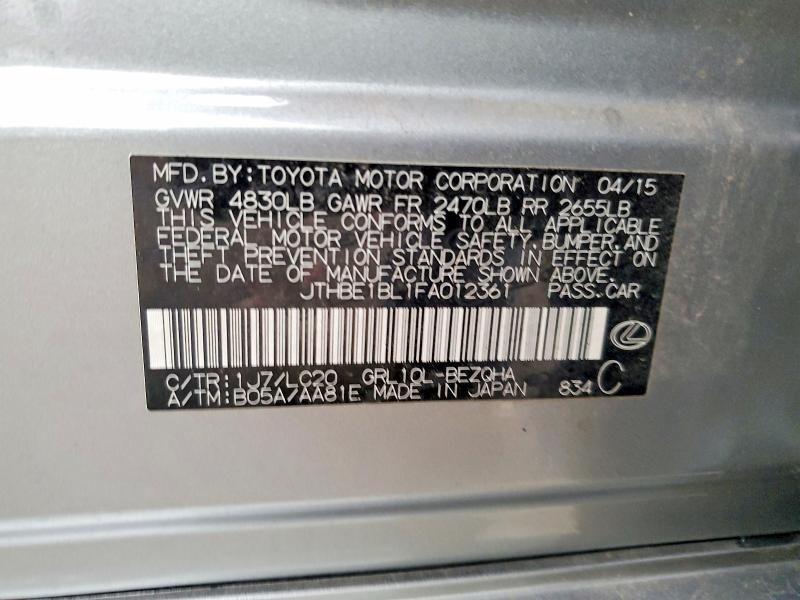 MFD. BY: TOYOTA MOTOR CORPORATION 04/15
GVWR 4830LB GAWR FR 2470LB RR 2655LB
THIS VEHICLE CONFORMS TO ALL APPLICABLE
FEDERAL MOTOR VEHICLE SAFETY, BUMPER, AND
THEFT PREVENTION STANDARDS IN EFFECT ON
THE DATE OF MANUFACTURE SHOWN ABOVE.
JTHBE1BL1FA012361 PASS.CAR
C/TR: 1J7/LC20 GRL10L-BEZQHA
A/TM: B05A/AA81E MADE IN JAPAN 834 C